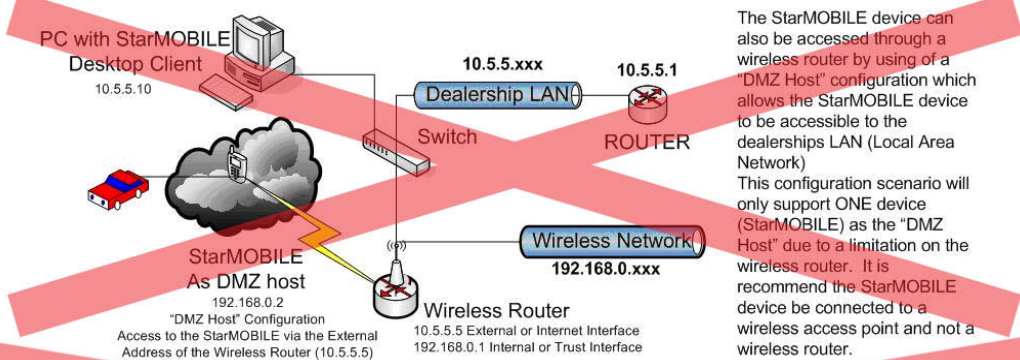 PC with StarMOBILE
Desktop Client
10.5.5.10
10.5.5.xxx
Dealership LAN
10.5.5.1
ROUTER
Switch
StarMOBILE
As DMZ host
192.168.0.2
“DMZ Host” Configuration
Access to the StarMOBILE via the External
Address of the Wireless Router (10.5.5.5)
Wireless Network
192.168.0.xxx
Wireless Router
10.5.5.5 External or Internet Interface
192.168.0.1 Internal or Trust Interface
The StarMOBILE device can
also be accessed through a
wireless router by using of a
“DMZ Host” configuration which
allows the StarMOBILE device
to be accessible to the
dealerships LAN (Local Area
Network)
This configuration scenario will
only support ONE device
(StarMOBILE) as the “DMZ
Host” due to a limitation on the
wireless router. It is
recommend the StarMOBILE
device be connected to a
wireless access point and not a
wireless router.